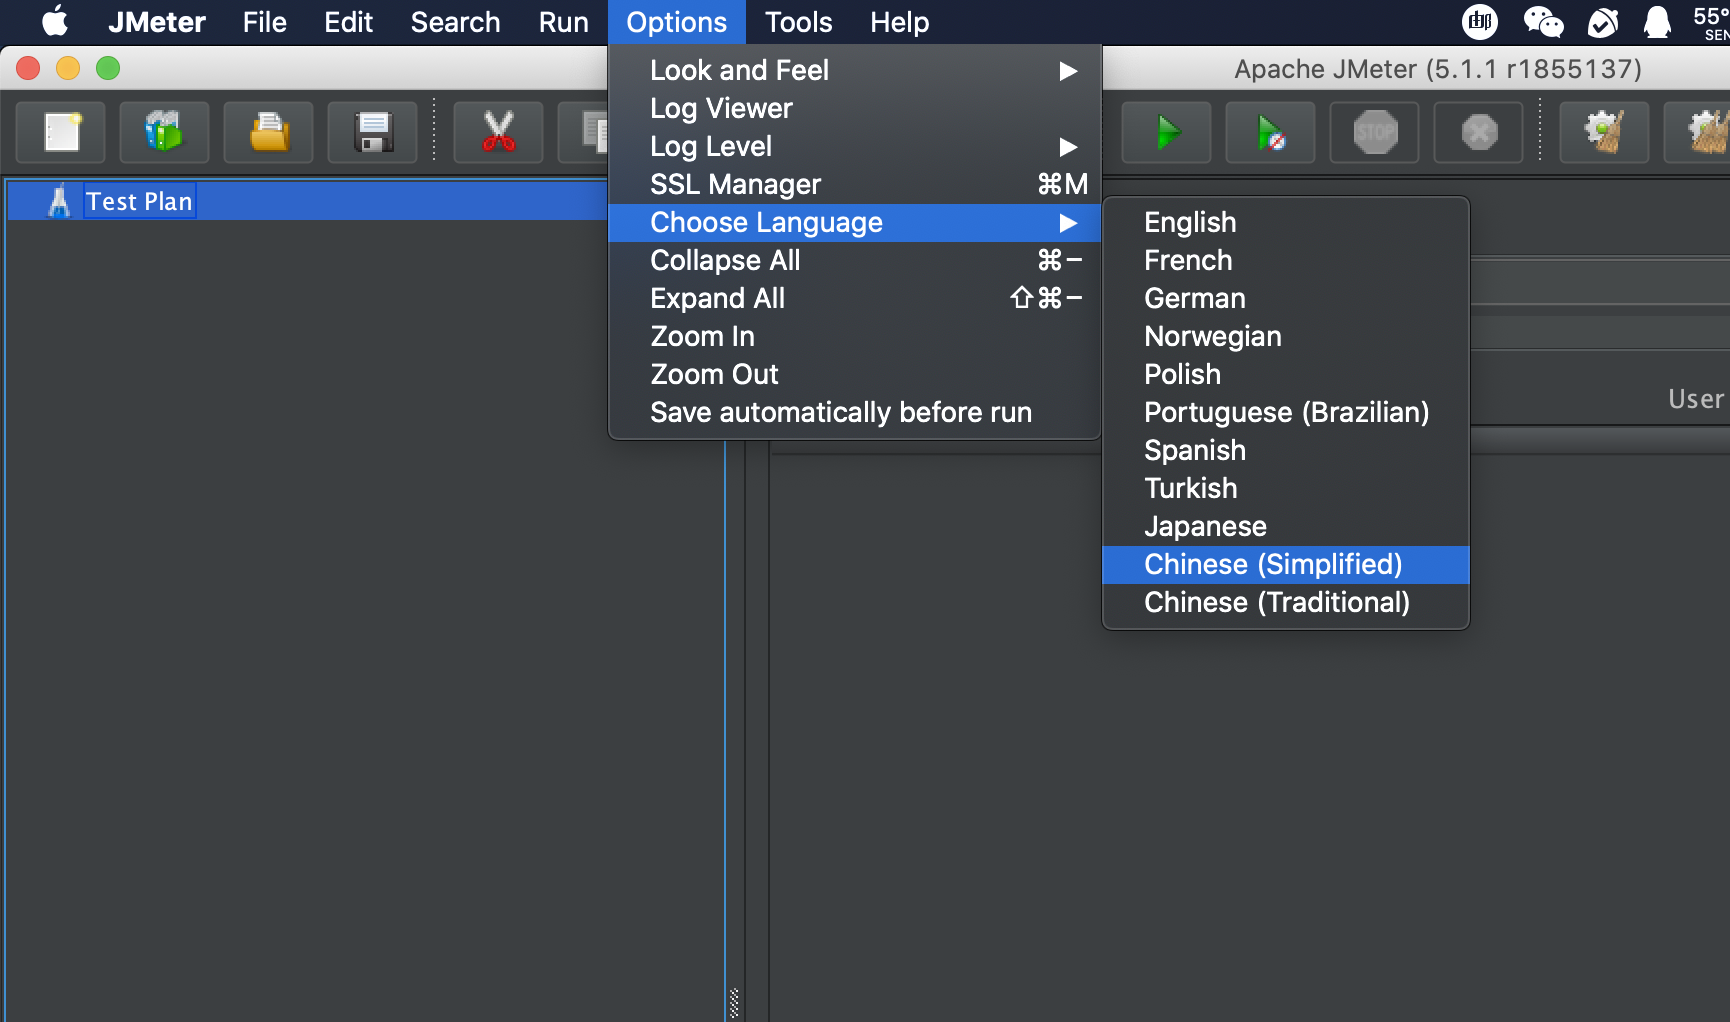 JMeter File Edit Search Run Options Tools Help 55°
SEN
Apache JMeter (5.1.1 r1855137)
STOP
Test Plan
Look and Feel ▶
Log Viewer
Log Level ▶
SSL Manager ⌘M
Choose Language ▶
Collapse All ⌘−
Expand All ⇧⌘−
Zoom In
Zoom Out
Save automatically before run
English
French
German
Norwegian
Polish
Portuguese (Brazilian)
Spanish
Turkish
Japanese
Chinese (Simplified)
Chinese (Traditional)
User